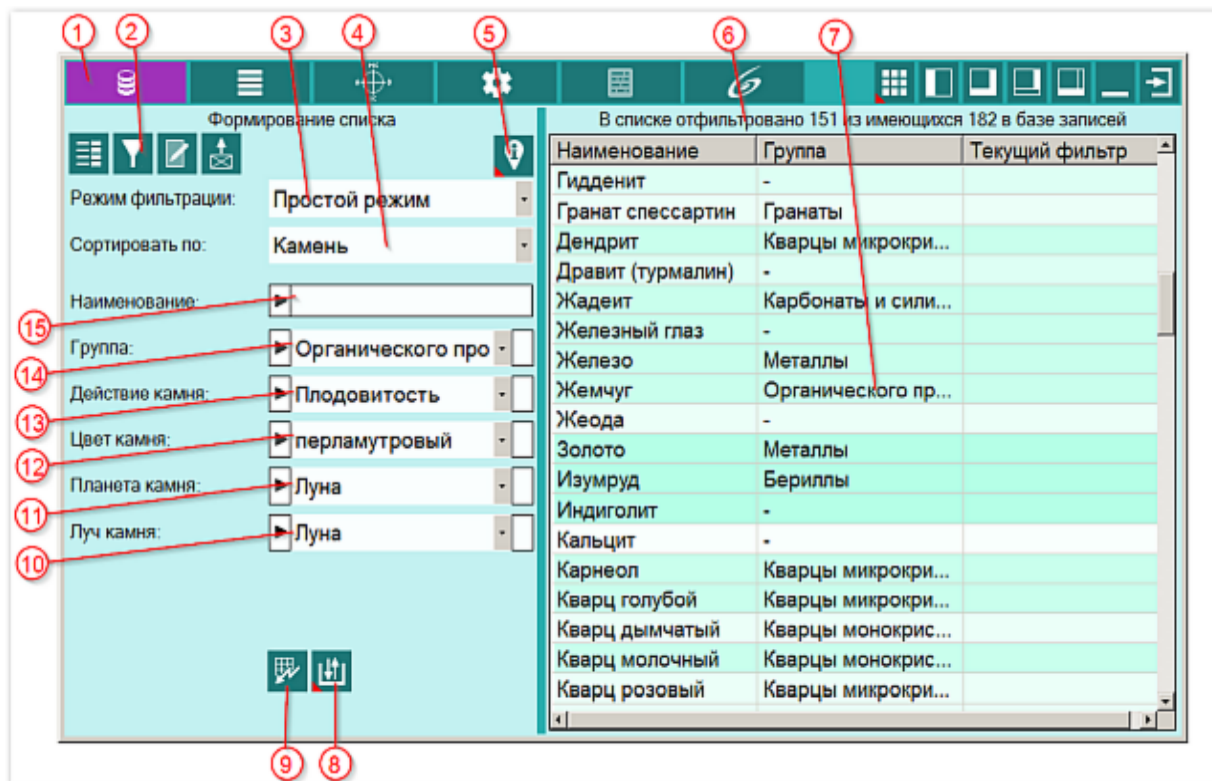 1 2 3 4 5 6 7
Формирование списка
В списке отфильтровано 151 из имеющихся 182 в базе записей
Режим фильтрации: Простой режим
Сортировать по: Камень
Наименование:
15
Группа: Органического про
14
Действие камня: Плодовитость
13
Цвет камня: перламутровый
12
Планета камня: Луна
11
Луч камня: Луна
10
Наименование Группа Текущий фильтр
Гидденит -
Гранат спессартин Гранаты
Дендрит Кварцы микрокри...
Дравит (турмалин) -
Жадеит Карбонаты и сили...
Железный глаз -
Железо Металлы
Жемчуг Органического пр...
Жеода -
Золото Металлы
Изумруд Бериллы
Индиголит -
Кальцит -
Карнеол Кварцы микрокри...
Кварц голубой Кварцы микрокри...
Кварц дымчатый Кварцы монокрис...
Кварц молочный Кварцы монокрис...
Кварц розовый Кварцы микрокри...
9 8